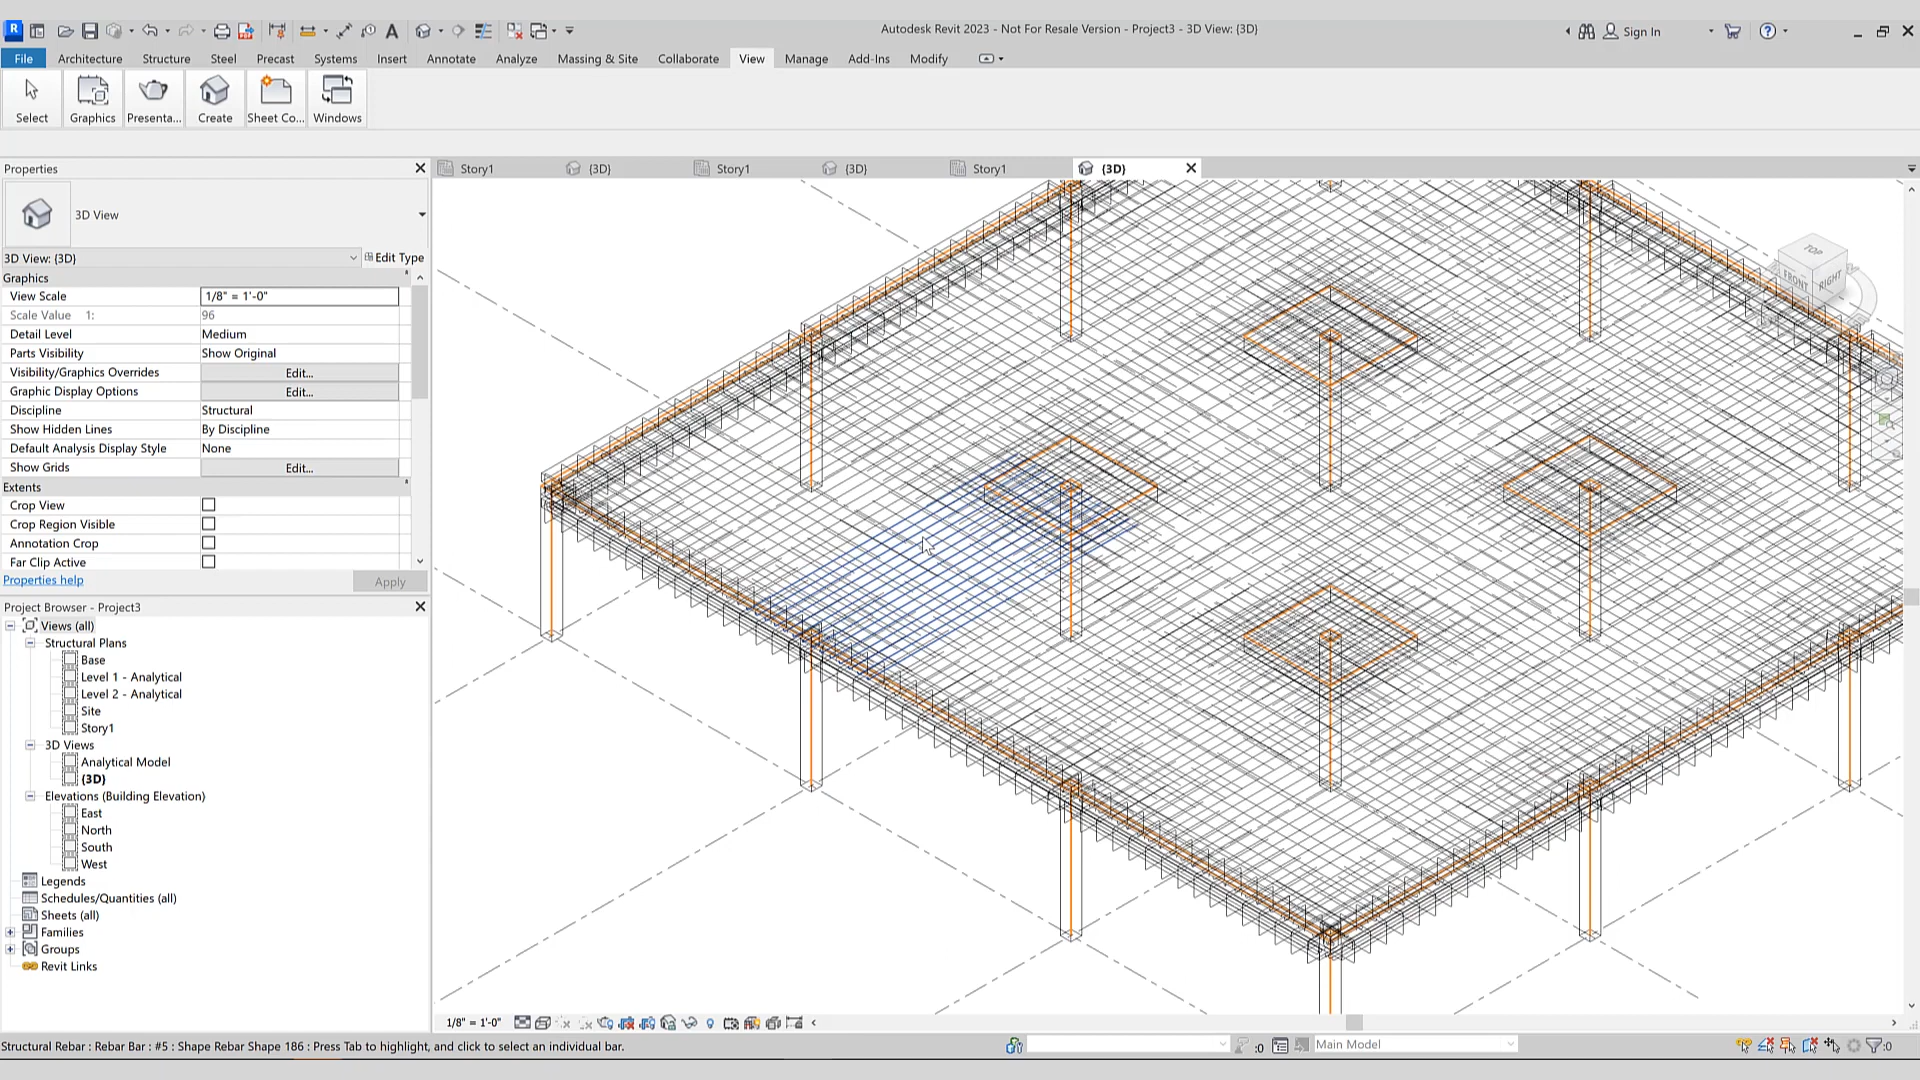 Autodesk Revit 2023 - Not For Resale Version - Project3 - 3D View: {3D}
Sign In
File Architecture Structure Steel Precast Systems Insert Annotate Analyze Massing & Site Collaborate View Manage Add-Ins Modify
Select Graphics Presenta... Create Sheet Co... Windows
Properties
Story1 {3D} Story1 {3D} Story1 {3D}
3D View
3D View: {3D}
Edit Type
Graphics
View Scale 1/8" = 1'-0"
Scale Value 1: 96
Detail Level Medium
Parts Visibility Show Original
Visibility/Graphics Overrides Edit...
Graphic Display Options Edit...
Discipline Structural
Show Hidden Lines By Discipline
Default Analysis Display Style None
Show Grids Edit...
Extents
Crop View
Crop Region Visible
Annotation Crop
Far Clip Active
Properties help
Apply
TOP
FRONT
RIGHT
Project Browser - Project3
Views (all)
Structural Plans
Base
Level 1 - Analytical
Level 2 - Analytical
Site
Story1
3D Views
Analytical Model
{3D}
Elevations (Building Elevation)
East
North
South
West
Legends
Schedules/Quantities (all)
Sheets (all)
Families
Groups
Revit Links
1/8" = 1'-0"
Structural Rebar : Rebar Bar : #5 : Shape Rebar Shape 186 : Press Tab to highlight, and click to select an individual bar.
:0
Main Model
:0